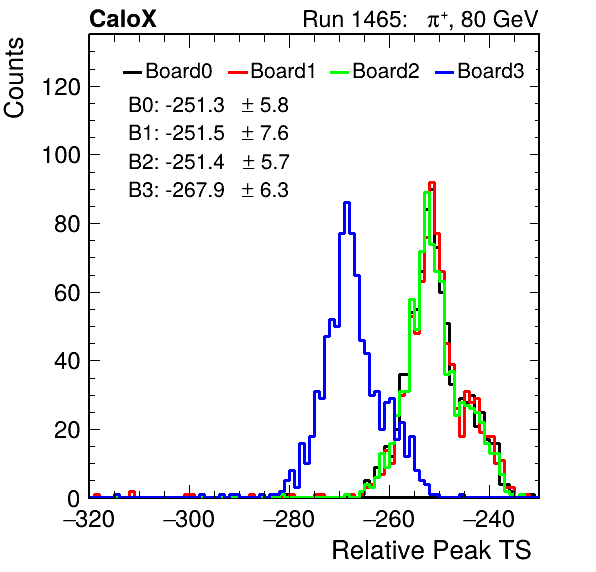 CaloX Run 1465: π+, 80 GeV
Counts
Board0 Board1 Board2 Board3
B0: -251.3 ± 5.8
B1: -251.5 ± 7.6
B2: -251.4 ± 5.7
B3: -267.9 ± 6.3
120
100
80
60
40
20
0
−320 −300 −280 −260 −240
Relative Peak TS